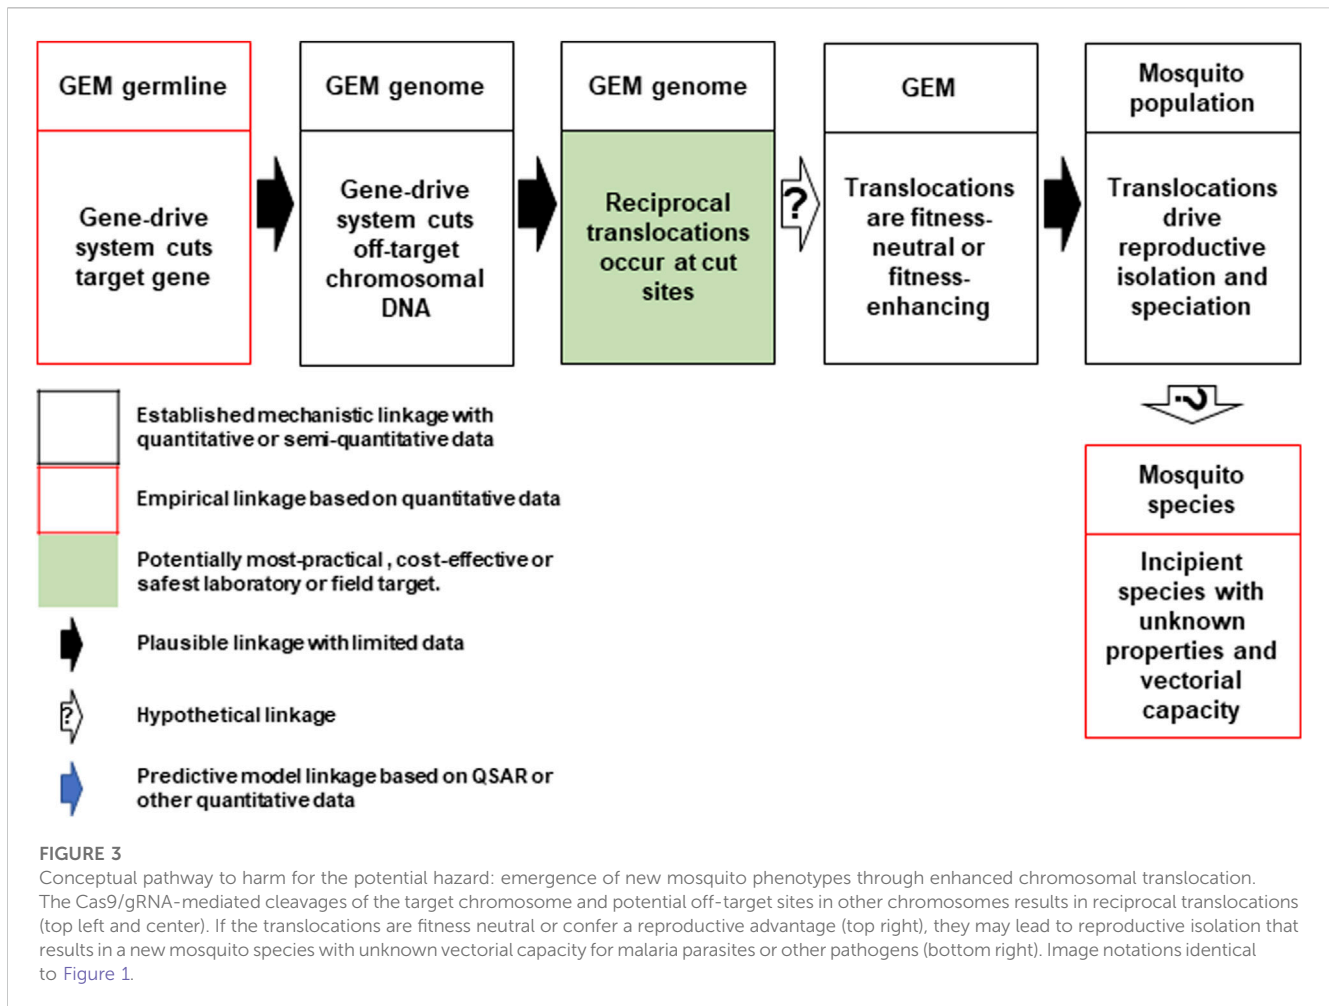 GEM germline
Gene-drive
system cuts
target gene
GEM genome
Gene-drive
system cuts
off-target
chromosomal
DNA
GEM genome
Reciprocal
translocations
occur at cut
sites
?
GEM
Translocations
are fitness-
neutral or
fitness-
enhancing
Mosquito
population
Translocations
drive
reproductive
isolation and
speciation
?
Mosquito
species
Incipient
species with
unknown
properties and
vectorial
capacity
Established mechanistic linkage with
quantitative or semi-quantitative data
Empirical linkage based on quantitative data
Potentially most-practical, cost-effective or
safest laboratory or field target.
Plausible linkage with limited data
?
Hypothetical linkage
Predictive model linkage based on QSAR or
other quantitative data
FIGURE 3
Conceptual pathway to harm for the potential hazard: emergence of new mosquito phenotypes through enhanced chromosomal translocation.
The Cas9/gRNA-mediated cleavages of the target chromosome and potential off-target sites in other chromosomes results in reciprocal translocations
(top left and center). If the translocations are fitness neutral or confer a reproductive advantage (top right), they may lead to reproductive isolation that
results in a new mosquito species with unknown vectorial capacity for malaria parasites or other pathogens (bottom right). Image notations identical
to Figure 1.